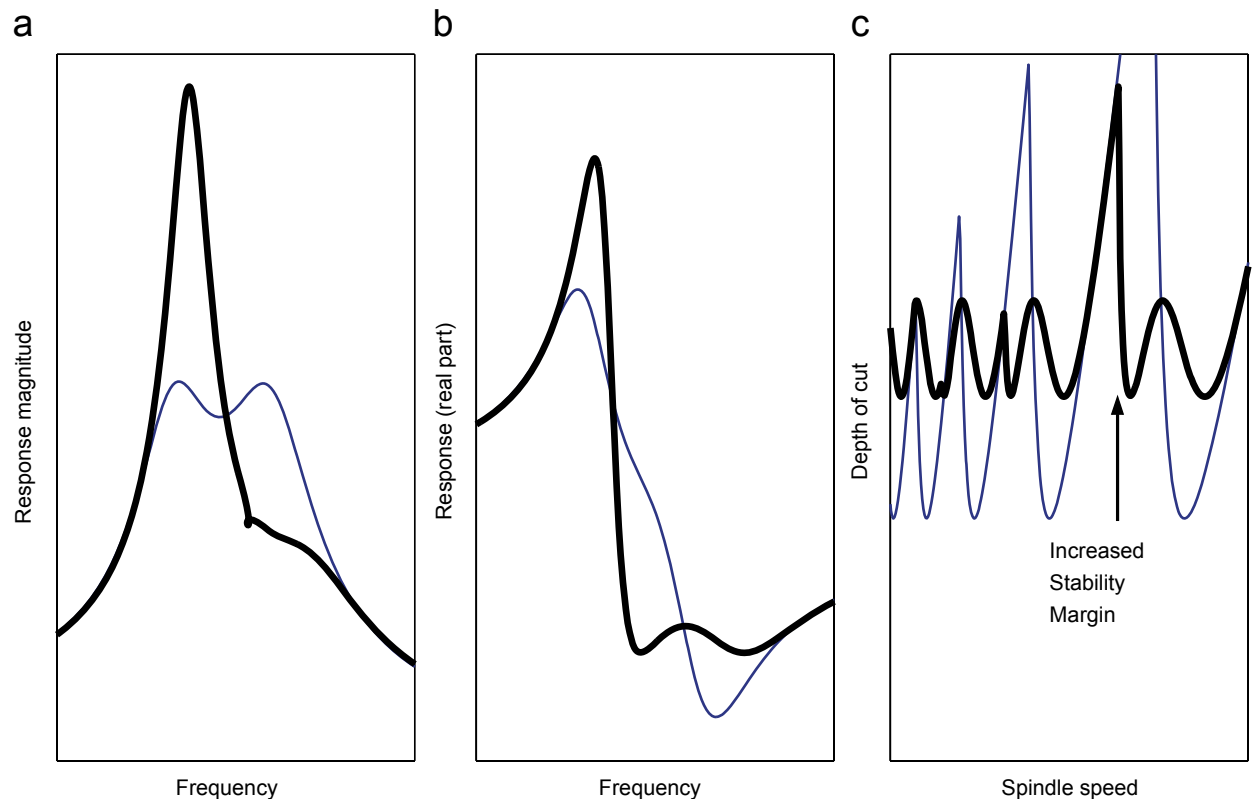 a
b
c
Response magnitude
Frequency
Response (real part)
Frequency
Depth of cut
Increased
Stability
Margin
Spindle speed